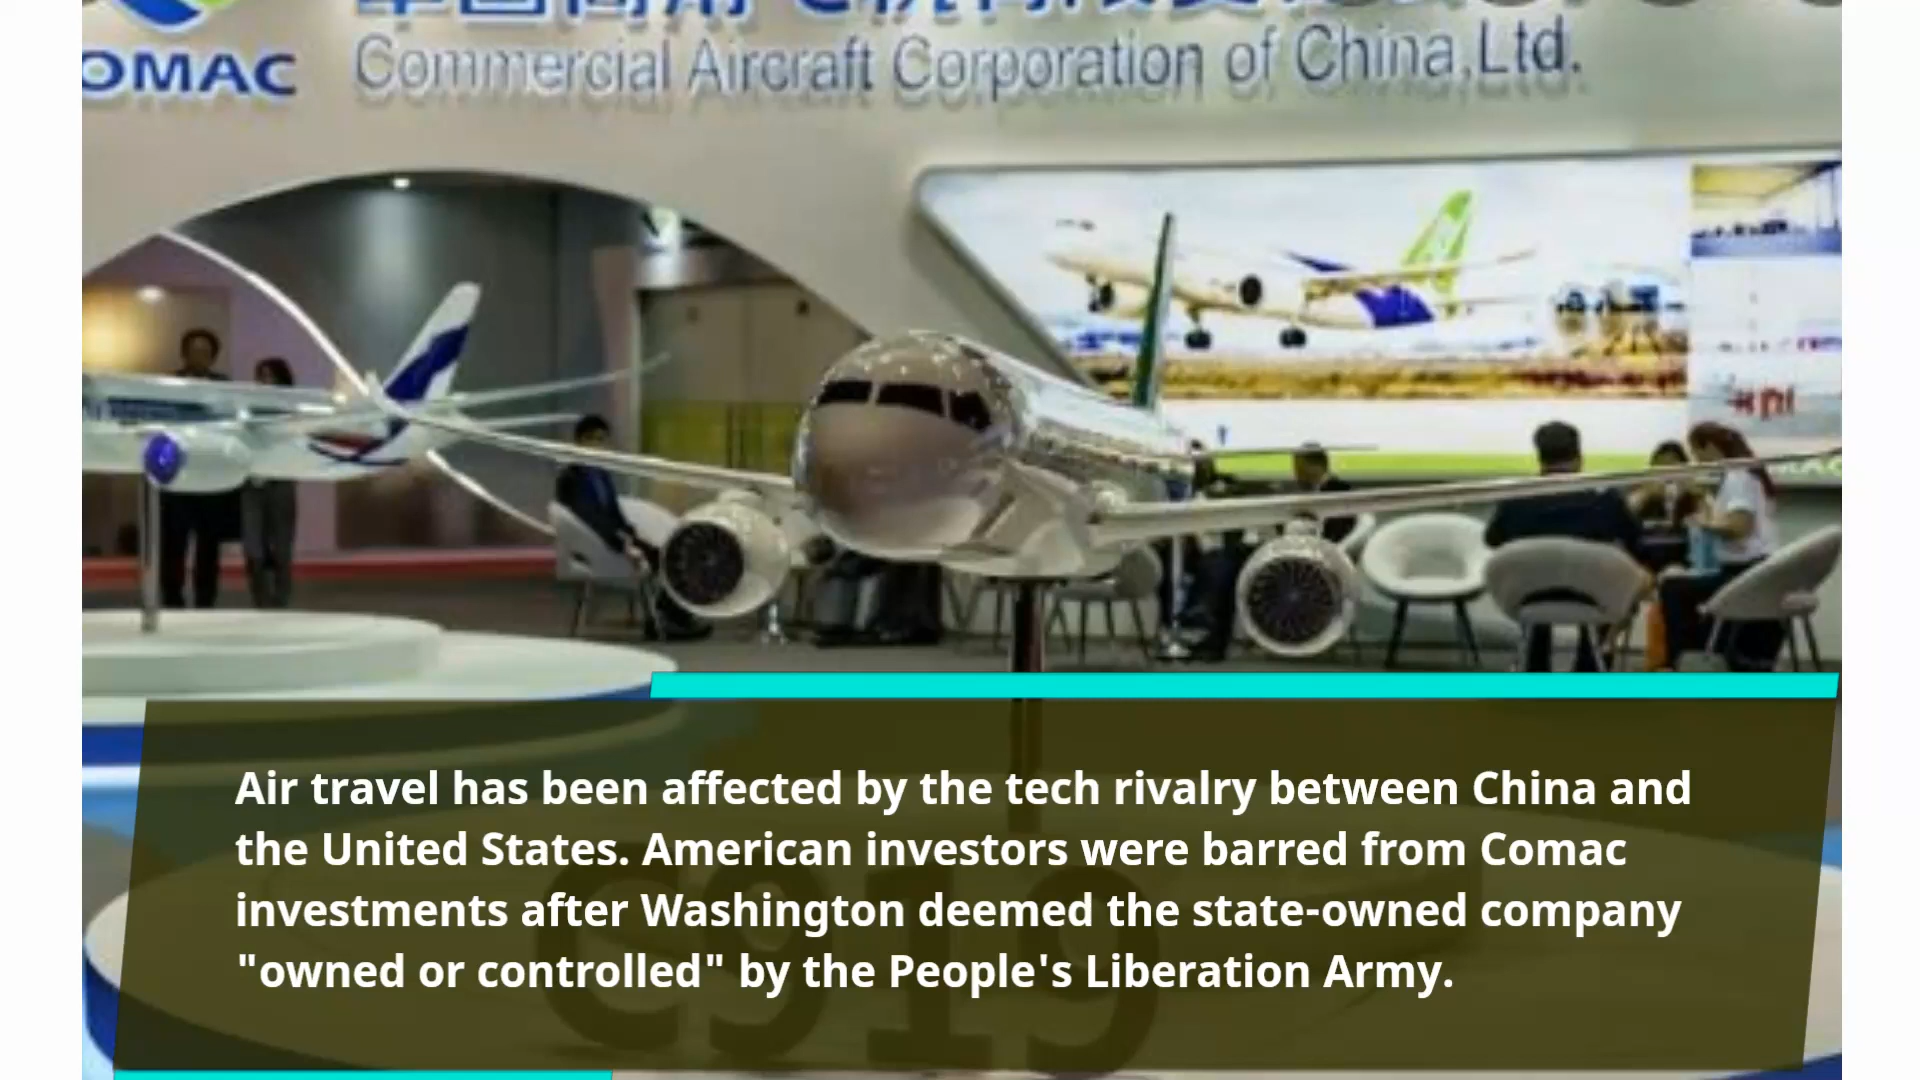 OMAC
Commercial Aircraft Corporation of China,Ltd.
Air travel has been affected by the tech rivalry between China and
the United States. American investors were barred from Comac
investments after Washington deemed the state-owned company
"owned or controlled" by the People's Liberation Army.
C919